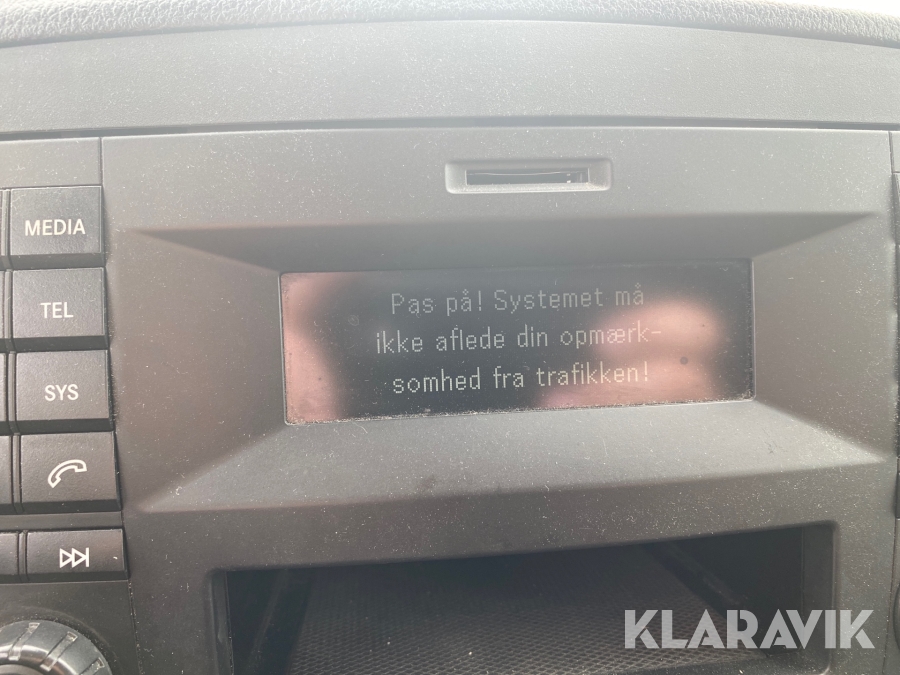 MEDIA
TEL
SYS
Pas på! Systemet må
ikke aflede din opmærk-
somhed fra trafikken!
KLARAVIK